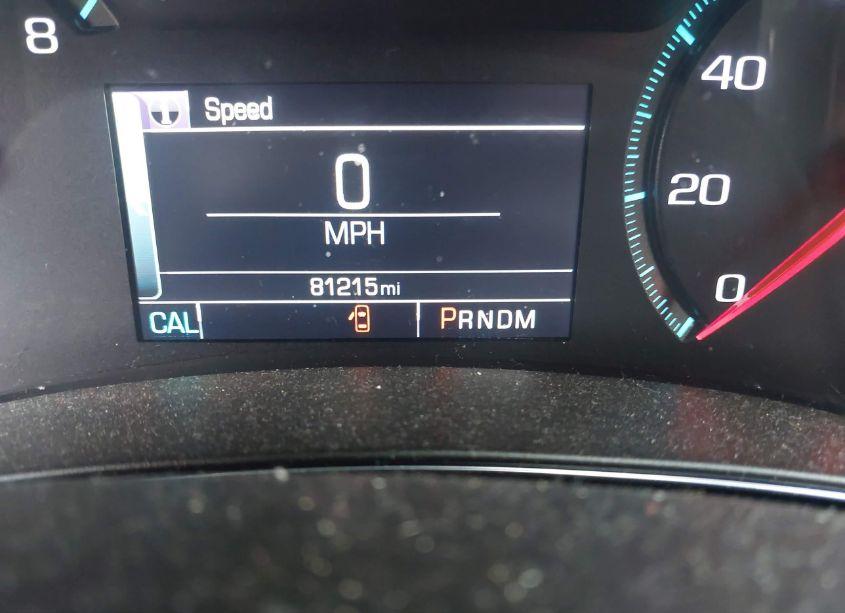 8
Speed
0
MPH
81215mi
CAL
PRNDM
40
20
0